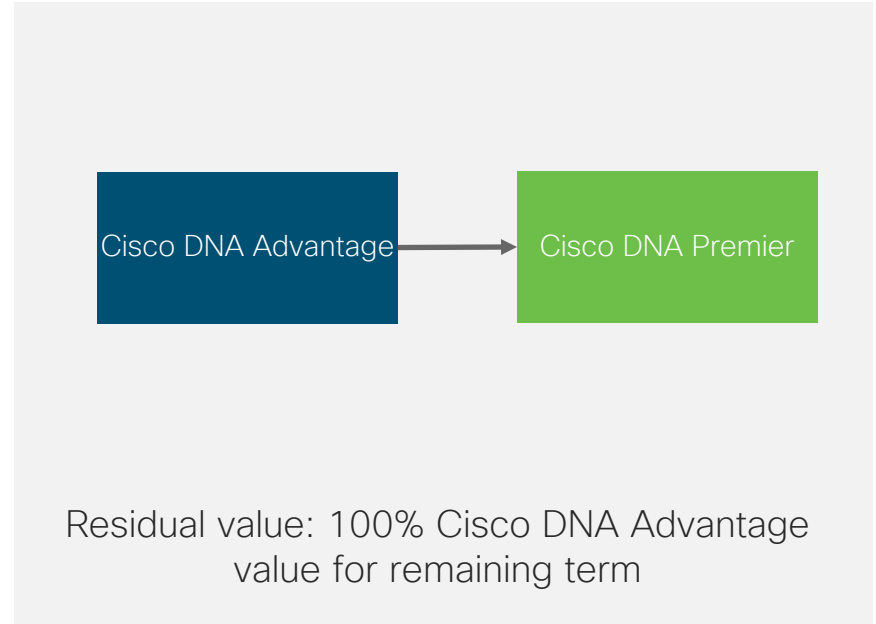 Cisco DNA Advantage
Cisco DNA Premier
Residual value: 100% Cisco DNA Advantage
value for remaining term